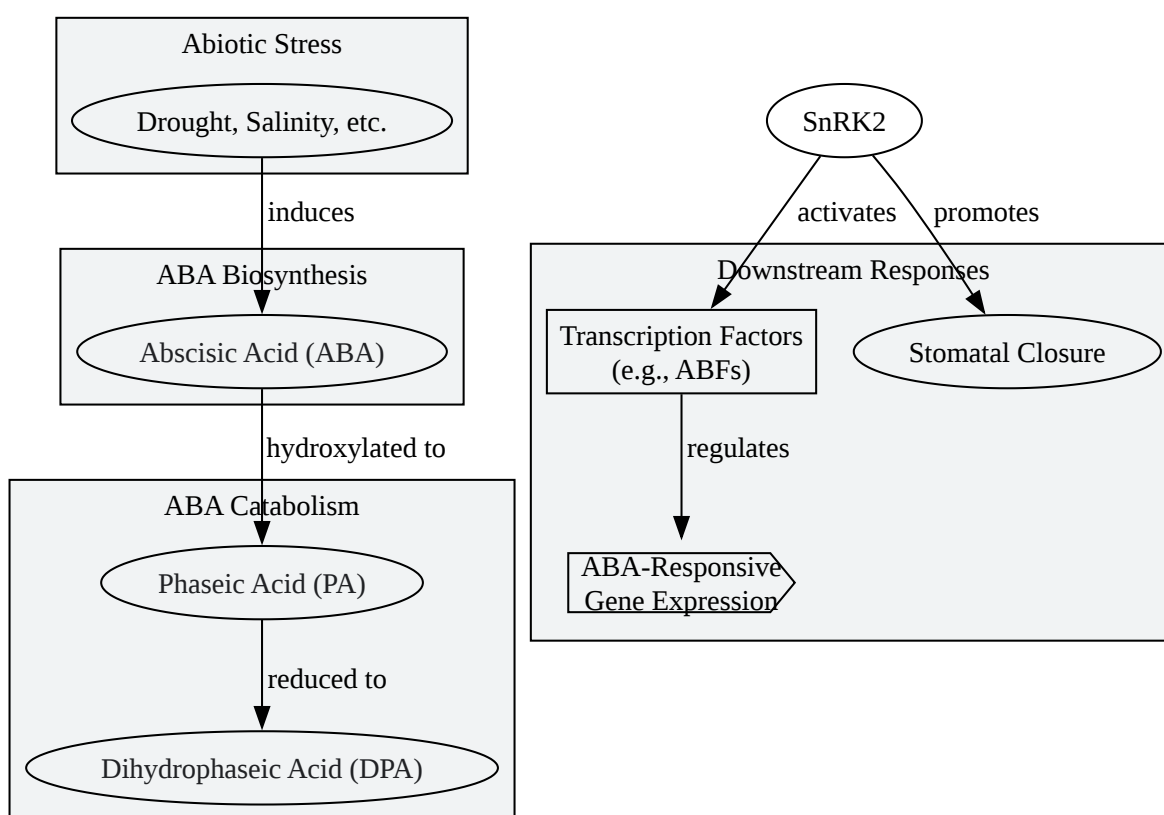 Abiotic Stress
Drought, Salinity, etc.
induces
ABA Biosynthesis
Abscisic Acid (ABA)
hydroxylated to
ABA Catabolism
Phaseic Acid (PA)
reduced to
Dihydrophaseic Acid (DPA)
SnRK2
activates
promotes
Downstream Responses
Transcription Factors
(e.g., ABFs)
Stomatal Closure
regulates
ABA-Responsive
Gene Expression